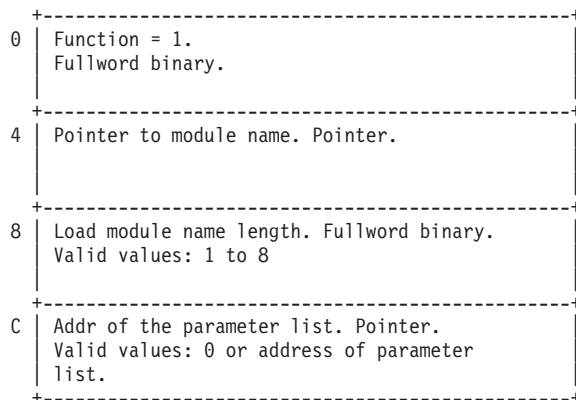 0 Function = 1.
Fullword binary.
4 Pointer to module name. Pointer.
8 Load module name length. Fullword binary.
Valid values: 1 to 8
C Addr of the parameter list. Pointer.
Valid values: 0 or address of parameter
list.